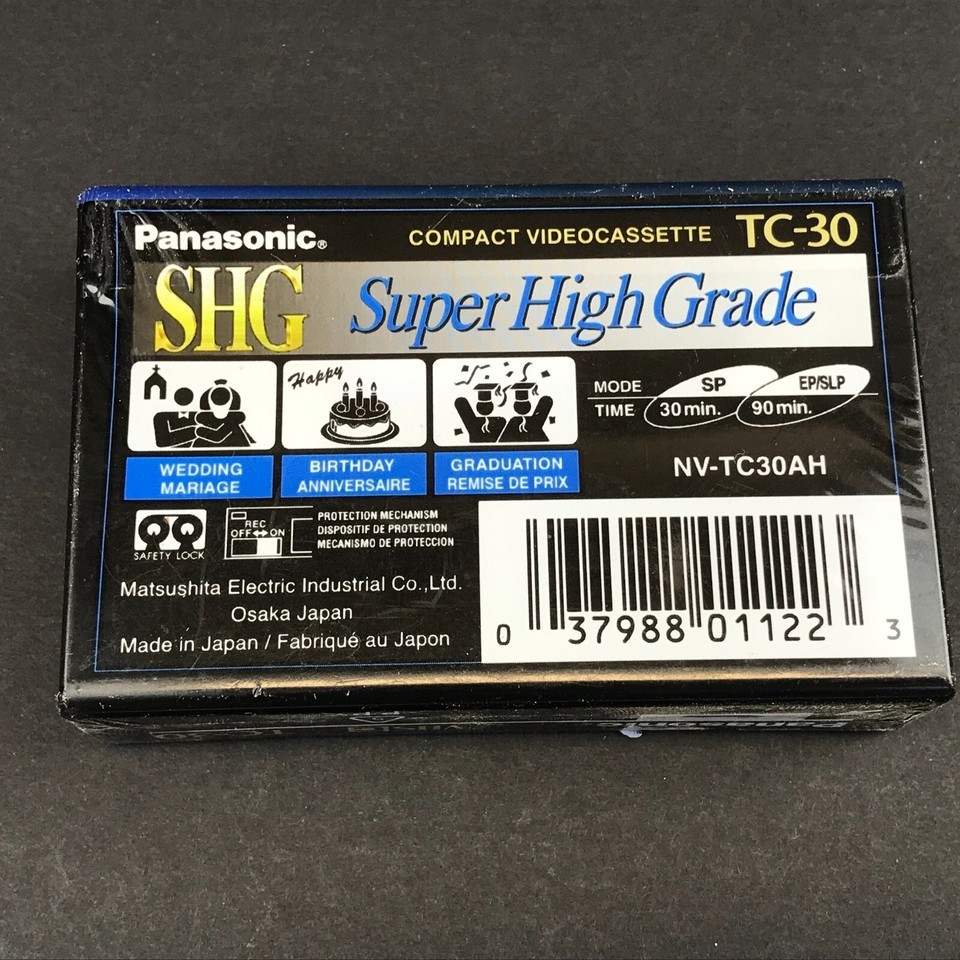 Panasonic®
COMPACT VIDEOCASSETTE TC-30
SHG Super High Grade
Happy
WEDDING
MARIAGE
BIRTHDAY
ANNIVERSAIRE
GRADUATION
REMISE DE PRIX
MODE SP EP/SLP
TIME 30 min. 90 min.
NV-TC30AH
SAFETY LOCK
REC
OFF↔ON
PROTECTION MECHANISM
DISPOSITIF DE PROTECTION
MECANISMO DE PROTECCION
Matsushita Electric Industrial Co.,Ltd.
Osaka Japan
Made in Japan / Fabriqué au Japon
0 37988 01122 3